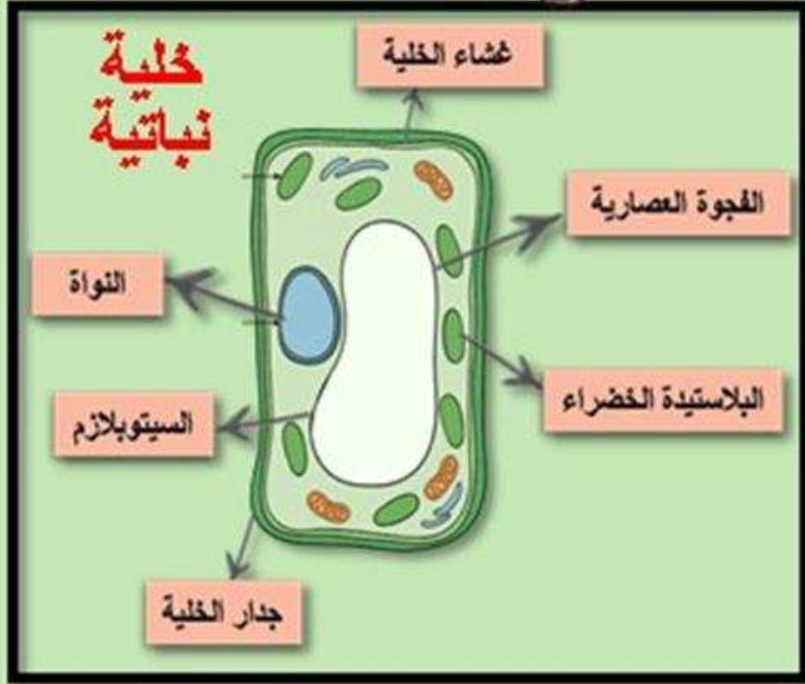 خلية
نباتية
غشاء الخلية
الفجوة العصارية
النواة
البلاستيدة الخضراء
السيتوبلازم
جدار الخلية